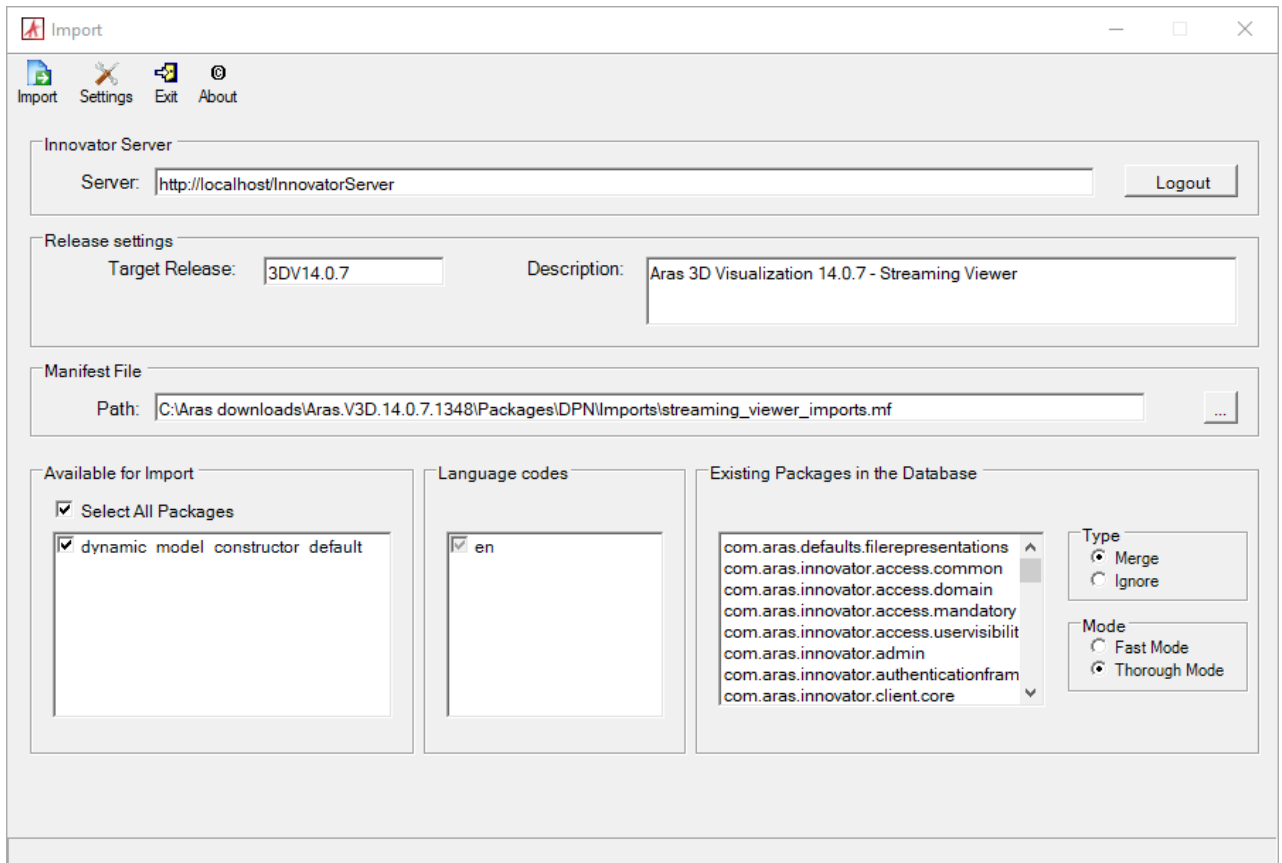 Import
Import Settings Exit About
Innovator Server
Server: http://localhost/InnovatorServer Logout
Release settings
Target Release: 3DV14.0.7 Description: Aras 3D Visualization 14.0.7 - Streaming Viewer
Manifest File
Path: C:\Aras downloads\Aras.V3D.14.0.7.1348\Packages\DPN\Imports\streaming_viewer_imports.mf ...
Available for Import
Select All Packages
dynamic_model_constructor_default
Language codes
en
Existing Packages in the Database
com.aras.defaults.filerepresentations
com.aras.innovator.access.common
com.aras.innovator.access.domain
com.aras.innovator.access.mandatory
com.aras.innovator.access.uservisibilit
com.aras.innovator.admin
com.aras.innovator.authenticationfram
com.aras.innovator.client.core
Type
Merge
Ignore
Mode
Fast Mode
Thorough Mode